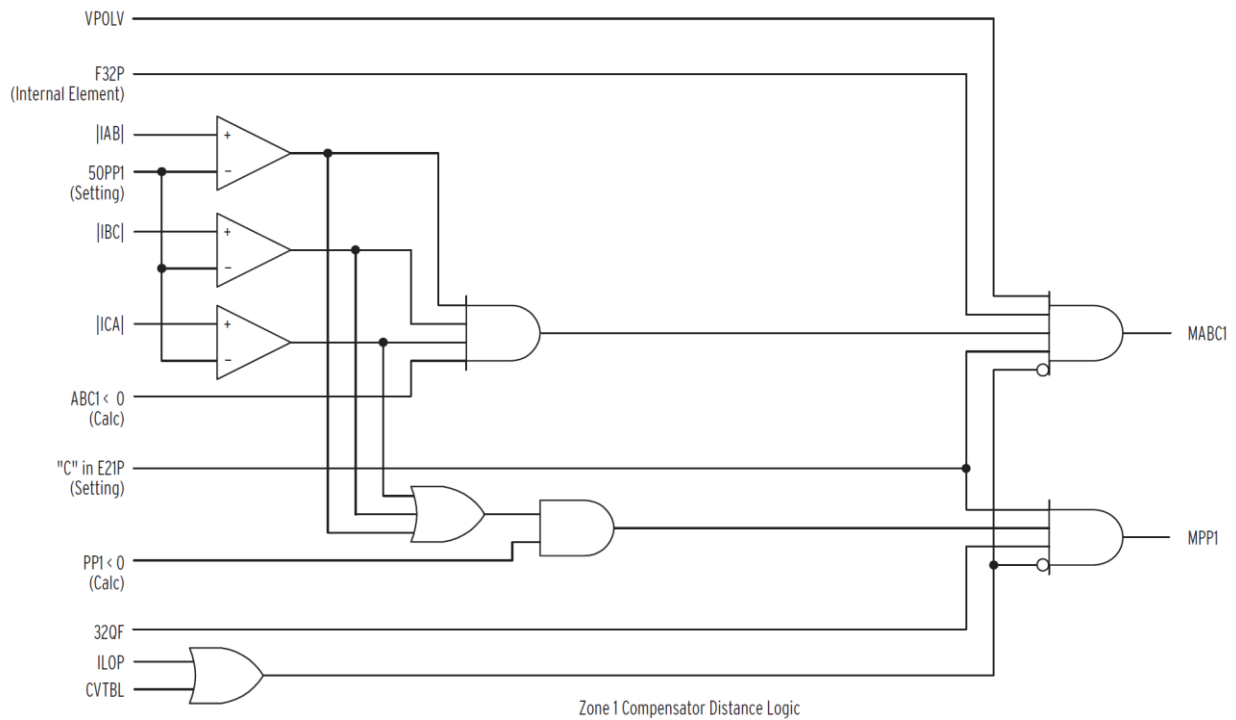 VPOLV
F32P
(Internal Element)
|IAB|
+
50PP1
−
(Setting)
|IBC|
+
−
|ICA|
+
−
MABC1
ABC1 < 0
(Calc)
"C" in E21P
(Setting)
MPP1
PP1 < 0
(Calc)
32QF
ILOP
CVTBL
Zone 1 Compensator Distance Logic